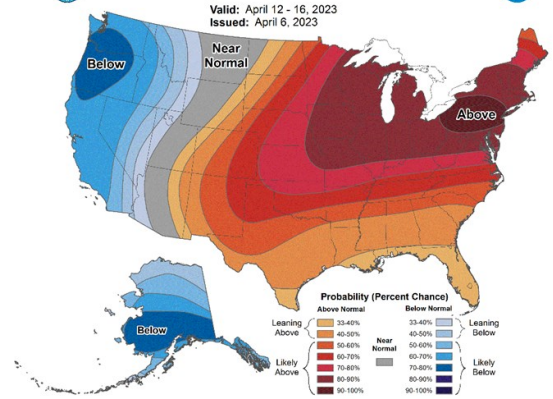 Valid: April 12 - 16, 2023
Issued: April 6, 2023
Near
Normal
Below
Above
Below
Probability (Percent Chance)
Above Normal
Below Normal
Leaning
Above
33-40%
40-50%
Likely
Above
50-60%
60-70%
70-80%
80-90%
90-100%
Near
Normal
33-40%
40-50%
Leaning
Below
50-60%
60-70%
70-80%
80-90%
90-100%
Likely
Below